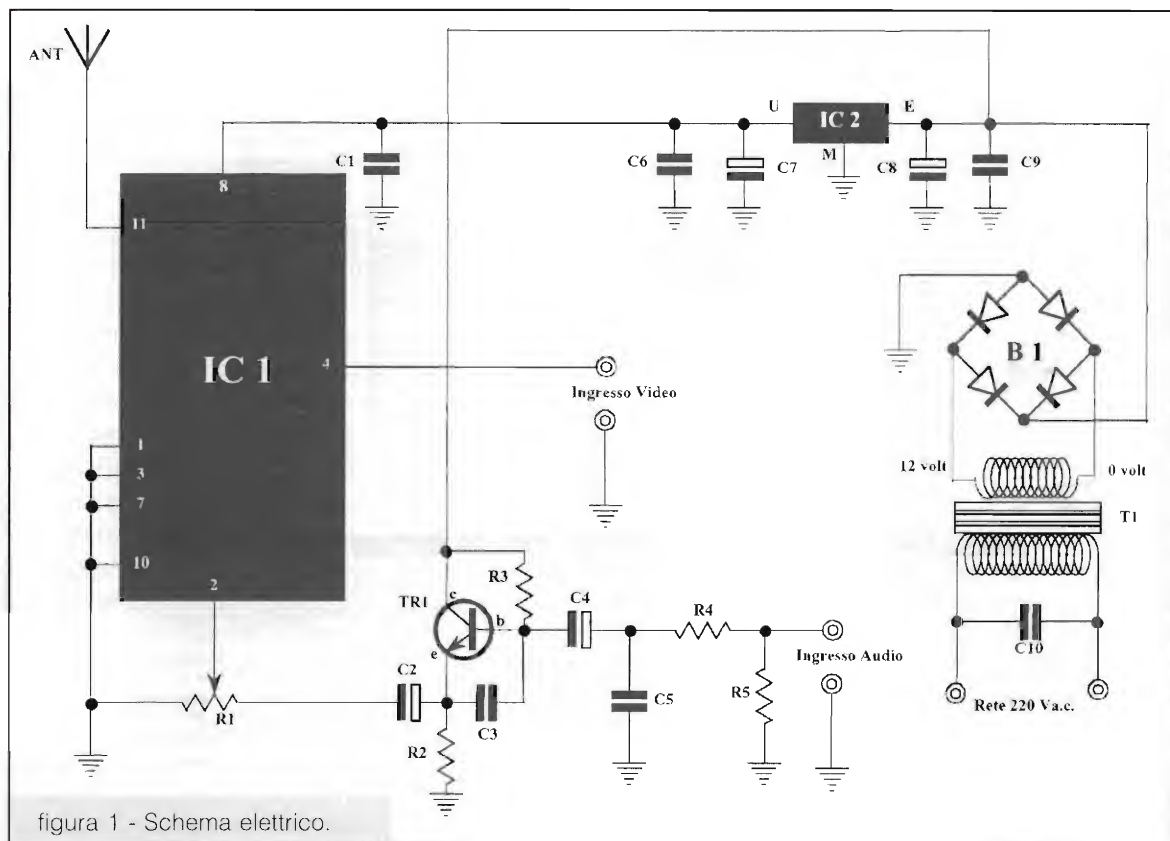 ANT
U
IC 2
E
M
C1
C6
C7
C8
C9
8
11
IC 1
4
Ingresso Video
B 1
12 volt
0 volt
T1
1
3
7
10
2
R3
c
TR1
b
e
C4
R4
Ingresso Audio
C10
Rete 220 Va.c.
R1
C2
C3
C5
R5
R2
figura 1 - Schema elettrico.